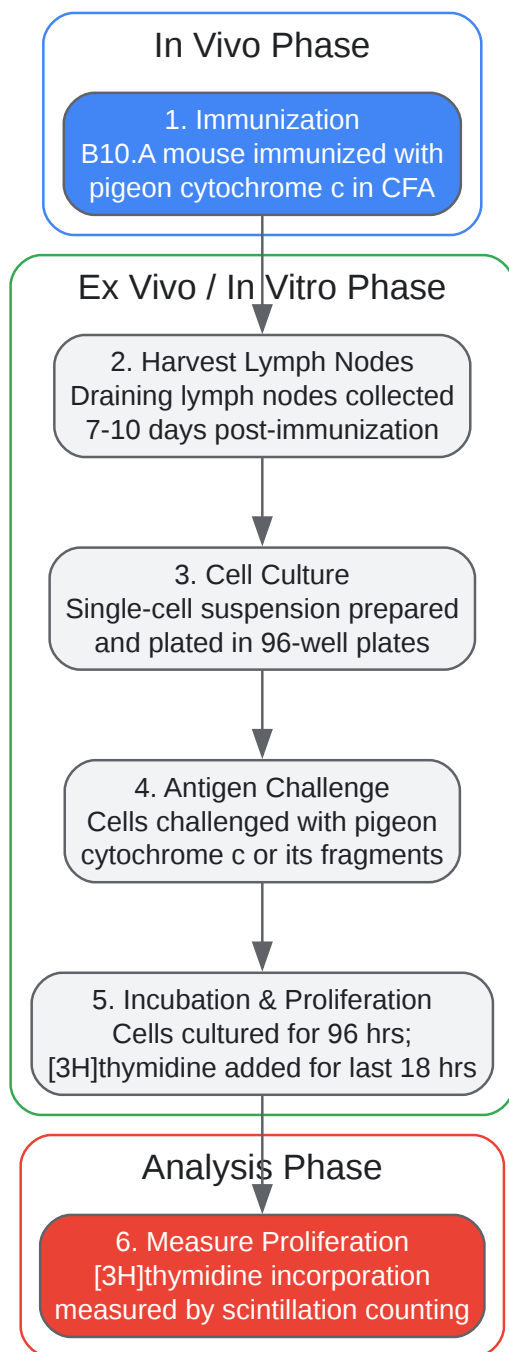 In Vivo Phase
1. Immunization
B10.A mouse immunized with
pigeon cytochrome c in CFA
Ex Vivo / In Vitro Phase
2. Harvest Lymph Nodes
Draining lymph nodes collected
7-10 days post-immunization
3. Cell Culture
Single-cell suspension prepared
and plated in 96-well plates
4. Antigen Challenge
Cells challenged with pigeon
cytochrome c or its fragments
5. Incubation & Proliferation
Cells cultured for 96 hrs;
[3H]thymidine added for last 18 hrs
Analysis Phase
6. Measure Proliferation
[3H]thymidine incorporation
measured by scintillation counting